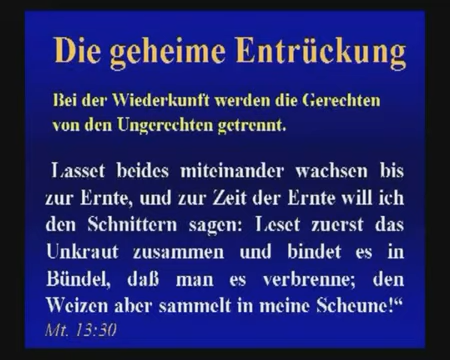 Die geheime Entrückung
Bei der Wiederkunft werden die Gerechten
von den Ungerechten getrennt.
Lasset beides miteinander wachsen bis
zur Ernte, und zur Zeit der Ernte will ich
den Schnittern sagen: Leset zuerst das
Unkraut zusammen und bindet es in
Bündel, daß man es verbrenne; den
Weizen aber sammelt in meine Scheune!“
Mt. 13:30